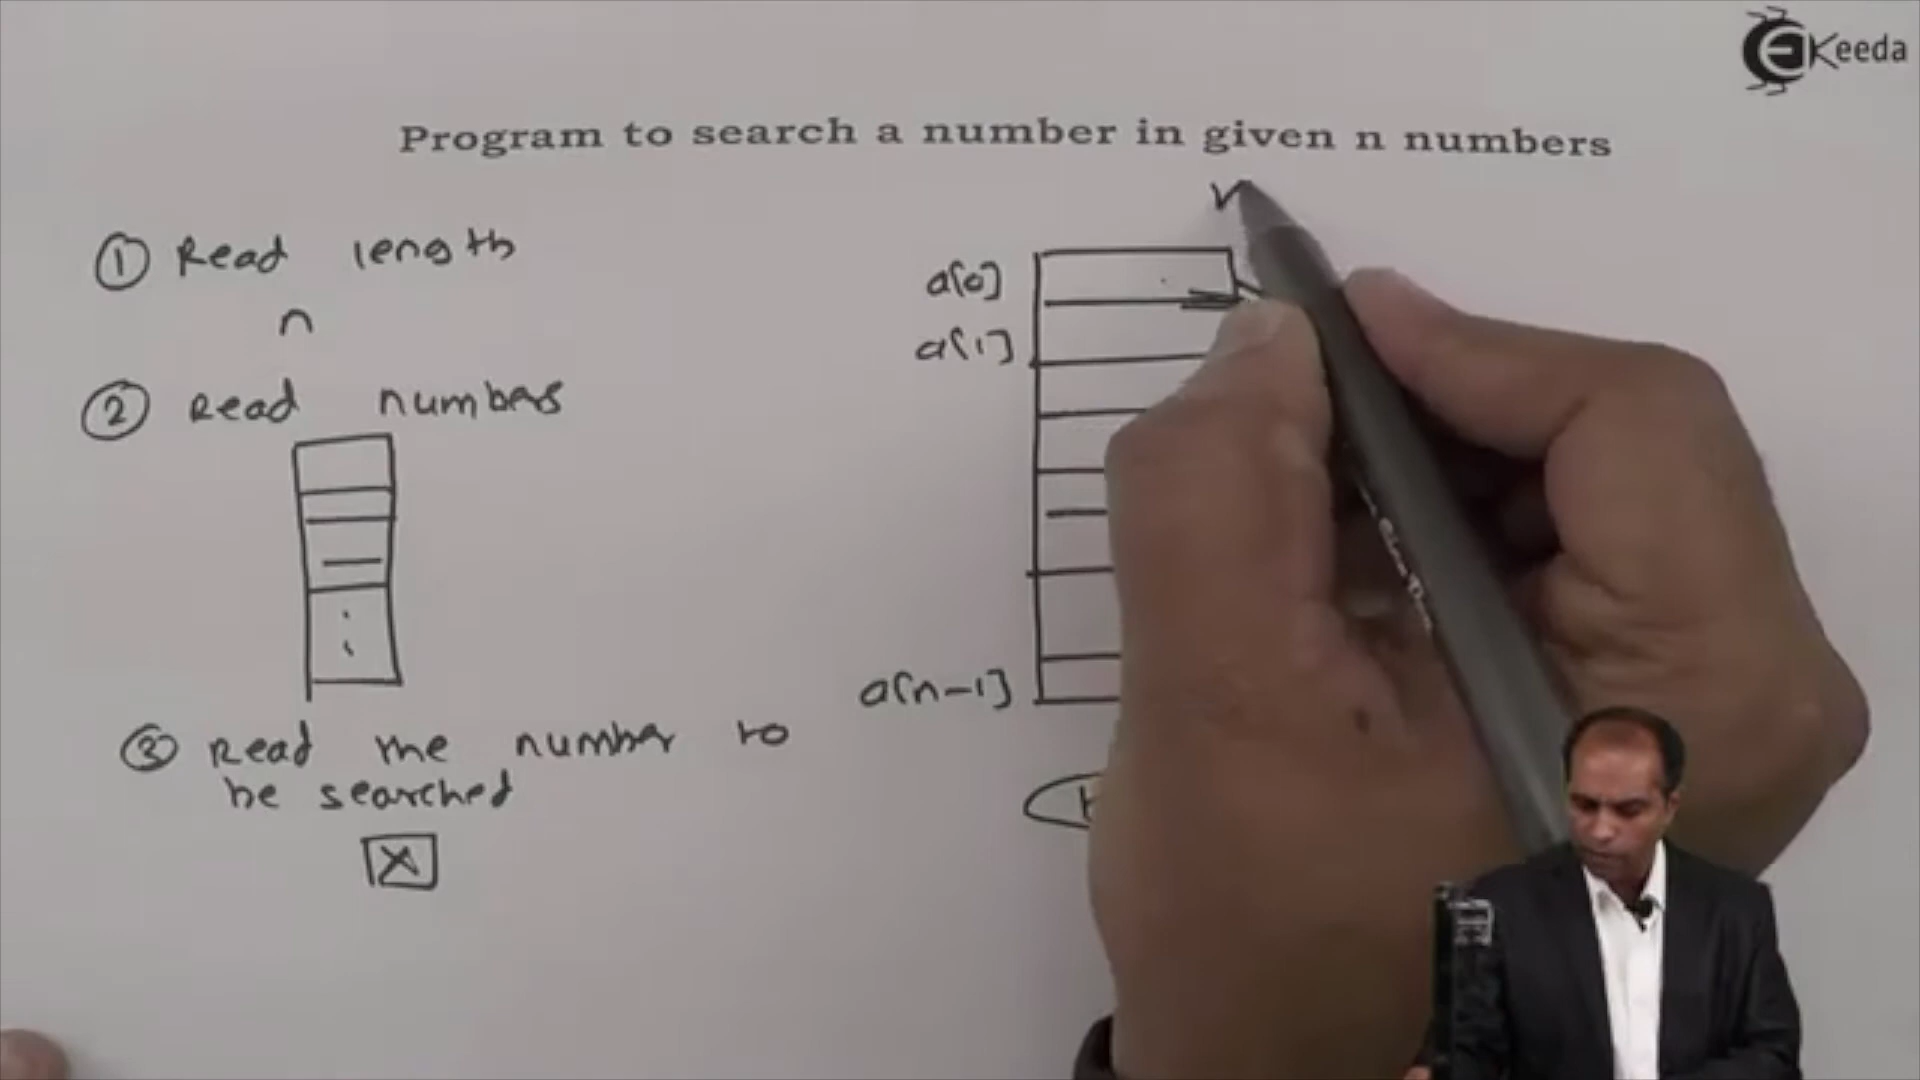 Keeda
Program to search a number in given n numbers
① Read length
n
② Read numbers
③ Read the number to
be searched
X
a[0]
a[1]
a[n-1]